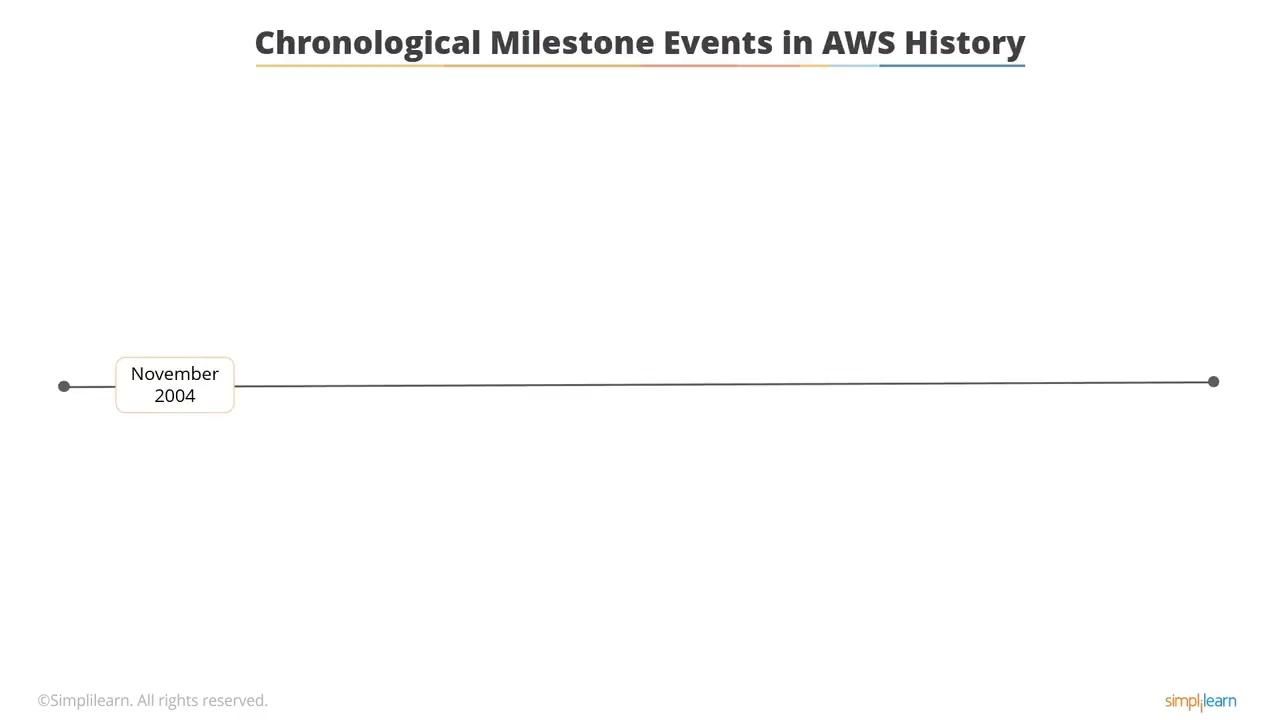 Chronological Milestone Events in AWS History
November
2004
©Simplilearn. All rights reserved.
simplilearn